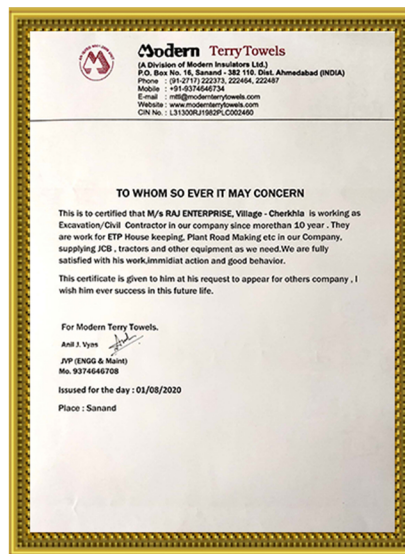 Modern Terry Towels
(A Division of Modern Insulators Ltd.)
P.O. Box No. 16, Sanand - 382 110. Dist. Ahmedabad (INDIA)
Phone : (91-2717) 222373, 222464, 222487
Mobile : +91-9374646734
E-mail : mttl@modernterrytowels.com
Website : www.modernterrytowels.com
CIN No. : L31300RJ1982PLC002460
TO WHOM SO EVER IT MAY CONCERN
This is to certified that M/s RAJ ENTERPRISE, Village - Cherkhla is working as
Excavation/Civil Contractor in our company since morethan 10 year . They
are work for ETP House keeping, Plant Road Making etc in our Company,
supplying JCB , tractors and other equipment as we need.We are fully
satisfied with his work,immidiat action and good behavior.
This certificate is given to him at his request to appear for others company , I
wish him ever success in this future life.
For Modern Terry Towels.
Anil J. Vyas
JVP (ENGG & Maint)
Mo. 9374646708
Issused for the day : 01/08/2020
Place : Sanand